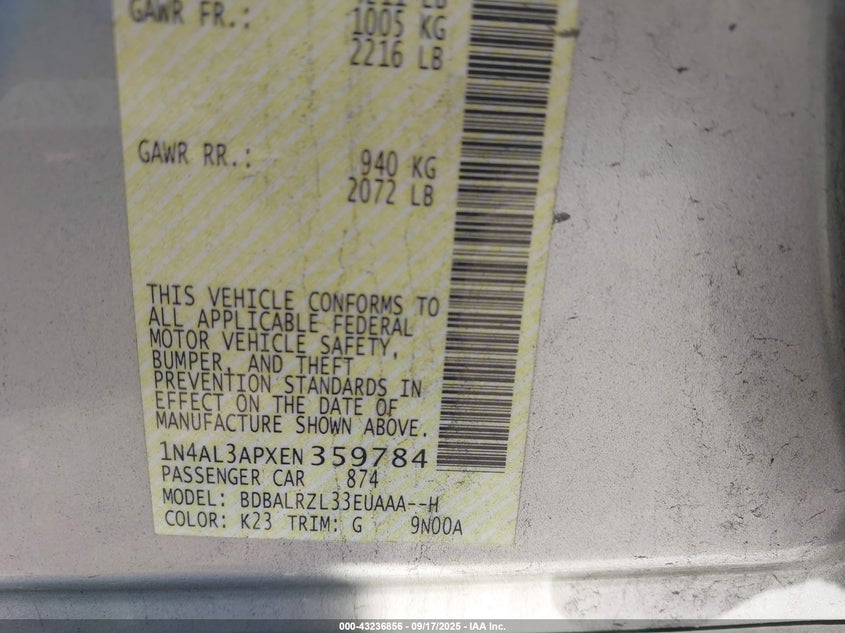 GAWR FR.:
1005 KG
2216 LB
GAWR RR.: 940 KG
2072 LB
THIS VEHICLE CONFORMS TO
ALL APPLICABLE FEDERAL
MOTOR VEHICLE SAFETY,
BUMPER, AND THEFT
PREVENTION STANDARDS IN
EFFECT ON THE DATE OF
MANUFACTURE SHOWN ABOVE.
1N4AL3APXEN359784
PASSENGER CAR 874
MODEL: BDBALRZL33EUAAA--H
COLOR: K23 TRIM: G 9N00A
000-43236856 - 09/17/2025 - IAA Inc.